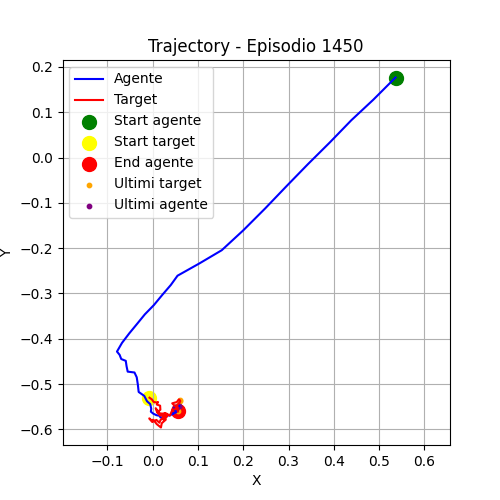 Trajectory - Episodio 1450
Agente
Target
Start agente
Start target
End agente
Ultimi target
Ultimi agente
0.2
0.1
0.0
−0.1
−0.2
−0.3
−0.4
−0.5
−0.6
Y
−0.1 0.0 0.1 0.2 0.3 0.4 0.5 0.6
X